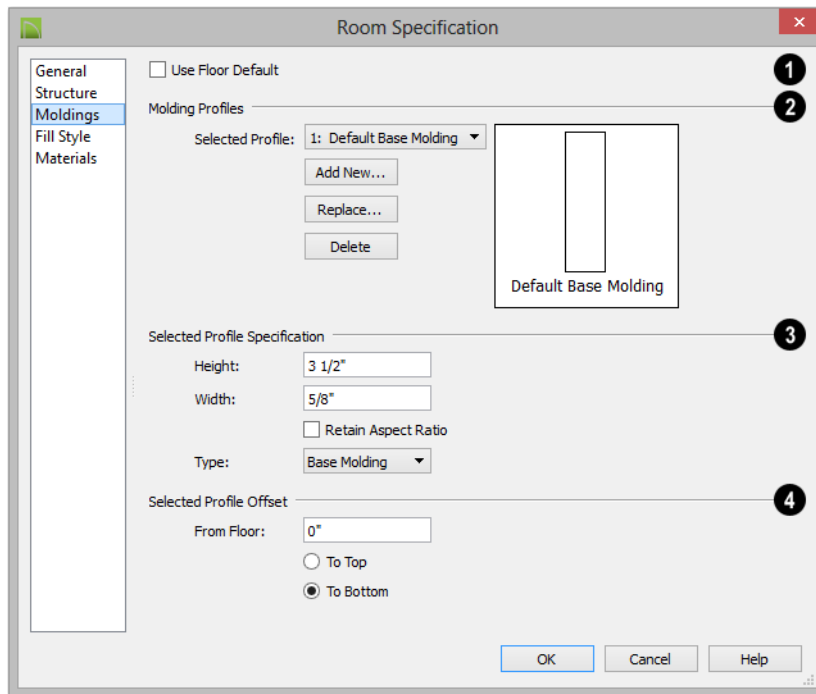 Room Specification
×
General
Structure
Moldings
Fill Style
Materials
Use Floor Default
1
Molding Profiles
2
Selected Profile: 1: Default Base Molding
Add New...
Replace...
Delete
Default Base Molding
Selected Profile Specification
3
Height: 3 1/2"
Width: 5/8"
Retain Aspect Ratio
Type: Base Molding
Selected Profile Offset
4
From Floor: 0"
To Top
To Bottom
OK Cancel Help